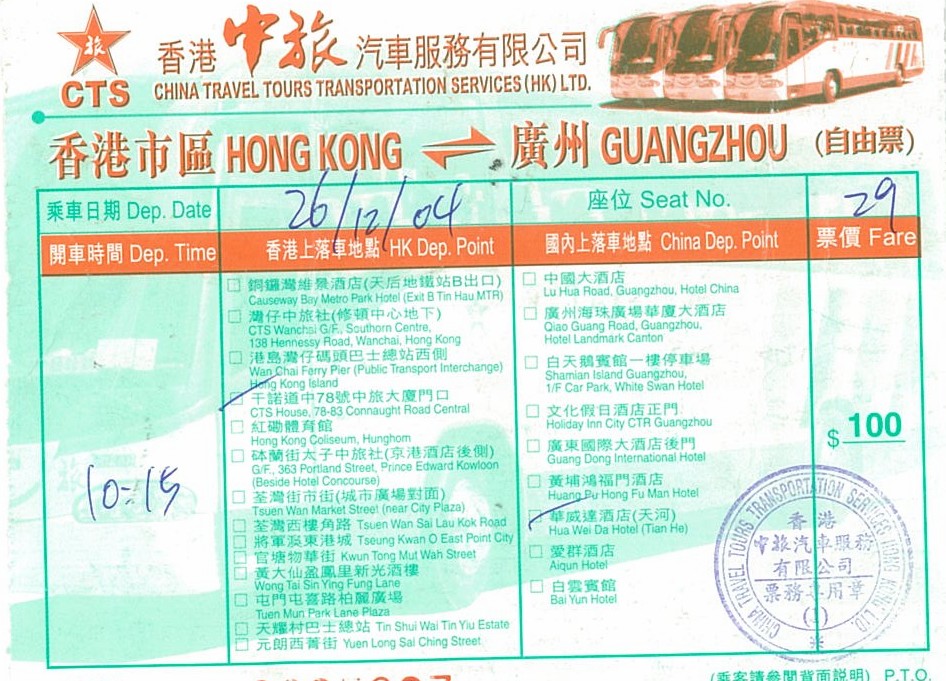 旅
CTS
香港中旅汽車服務有限公司
CHINA TRAVEL TOURS TRANSPORTATION SERVICES (HK) LTD.
香港市區 HONG KONG ⇌ 廣州 GUANGZHOU (自由票)
乘車日期 Dep. Date 26/12/04 座位 Seat No. 29
開車時間 Dep. Time
10=15
香港上落車地點 HK Dep. Point
銅鑼灣維景酒店(天后地鐵站B出口)
Causeway Bay Metro Park Hotel (Exit B Tin Hau MTR)
灣仔中旅社(修頓中心地下)
CTS Wanchai G/F., Southorn Centre,
138 Hennessy Road, Wanchai, Hong Kong
港島灣仔碼頭巴士總站西側
Wan Chai Ferry Pier (Public Transport Interchange)
Hong Kong Island
干諾道中78號中旅大廈門口
CTS House, 78-83 Connaught Road Central
紅磡體育館
Hong Kong Coliseum, Hunghom
砵蘭街太子中旅社(京港酒店後側)
G/F., 363 Portland Street, Prince Edward Kowloon
(Beside Hotel Concourse)
荃灣街市街(城市廣場對面)
Tsuen Wan Market Street (near City Plaza)
荃灣西樓角路 Tsuen Wan Sai Lau Kok Road
將軍澳東港城 Tseung Kwan O East Point City
官塘物華街 Kwun Tong Mut Wah Street
黃大仙盈鳳里新光酒樓
Wong Tai Sin Ying Fung Lane
屯門屯喜路柏麗廣場
Tuen Mun Park Lane Plaza
天耀村巴士總站 Tin Shui Wai Tin Yiu Estate
元朗西菁街 Yuen Long Sai Ching Street
國內上落車地點 China Dep. Point
中國大酒店
Lu Hua Road, Guangzhou, Hotel China
廣州海珠廣場華廈大酒店
Qiao Guang Road, Guangzhou,
Hotel Landmark Canton
白天鵝賓館一樓停車場
Shamian Island Guangzhou,
1/F Car Park, White Swan Hotel
文化假日酒店正門
Holiday Inn City CTR Guangzhou
廣東國際大酒店後門
Guang Dong International Hotel
黃埔鴻福門酒店
Huang Pu Hong Fu Man Hotel
華威達酒店(天河)
Hua Wei Da Hotel (Tian He)
愛群酒店
Aiqun Hotel
白雲賓館
Bai Yun Hotel
票價 Fare
$ 100
CHINA TRAVEL TOURS TRANSPORTATION SERVICES HONG KONG LTD.
香港
中旅汽車服務
有限公司
票務專用章
(1)
(乘客請參閱背面説明) P.T.O.